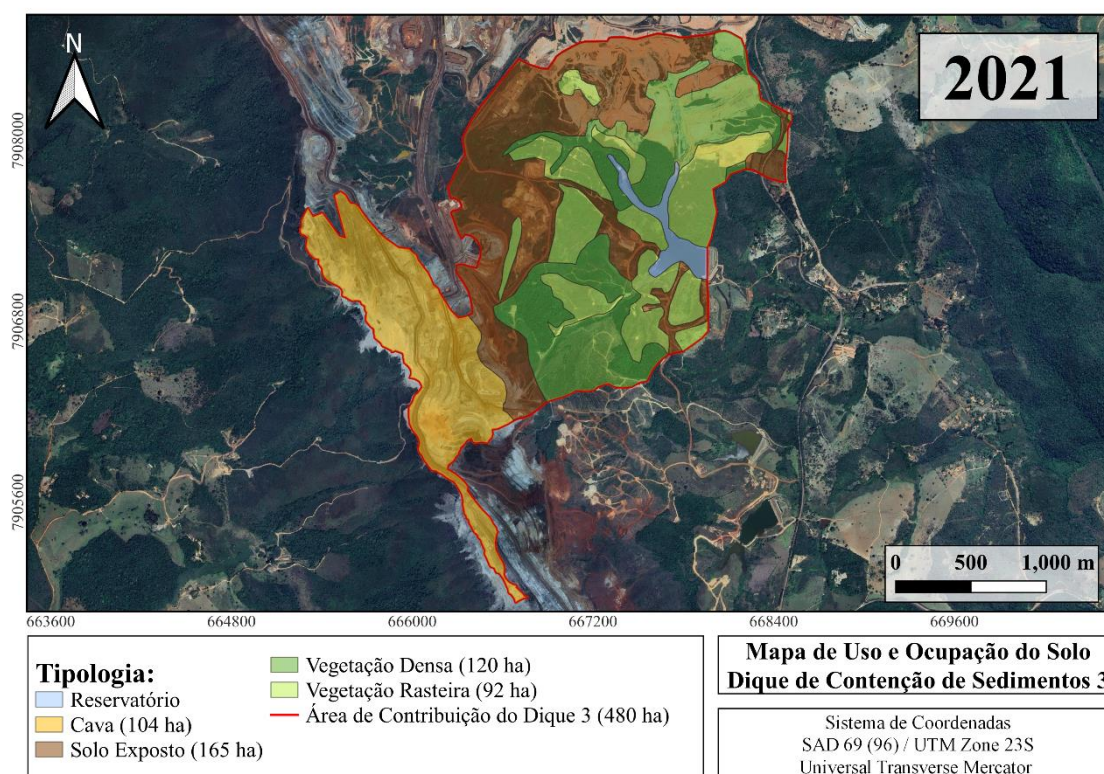 N
2021
7908000
7906800
7905600
0 500 1,000 m
663600 664800 666000 667200 668400 669600
Tipologia:
Reservatório
Cava (104 ha)
Solo Exposto (165 ha)
Vegetação Densa (120 ha)
Vegetação Rasteira (92 ha)
Área de Contribuição do Dique 3 (480 ha)
Mapa de Uso e Ocupação do Solo
Dique de Contenção de Sedimentos 3
Sistema de Coordenadas
SAD 69 (96) / UTM Zone 23S
Universal Transverse Mercator